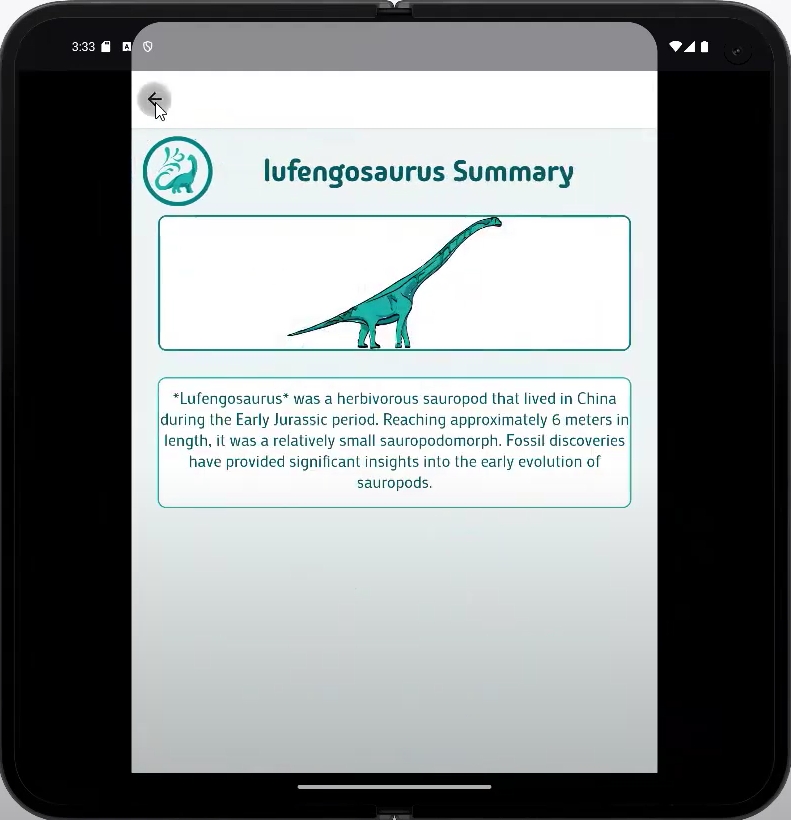 3:33
lufengosaurus Summary
*Lufengosaurus* was a herbivorous sauropod that lived in China
during the Early Jurassic period. Reaching approximately 6 meters in
length, it was a relatively small sauropodomorph. Fossil discoveries
have provided significant insights into the early evolution of
sauropods.